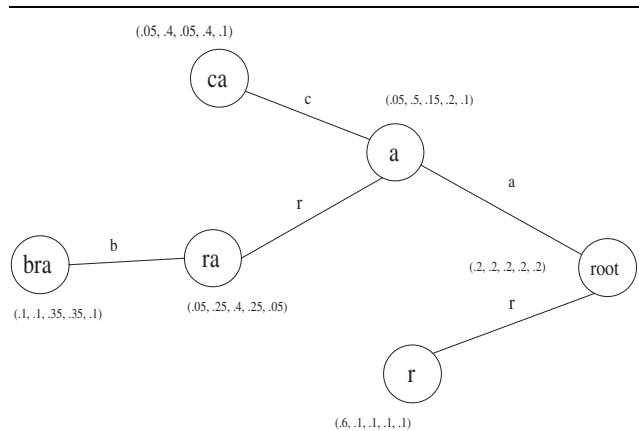 (.05, .4, .05, .4, .1)
ca
c
(.05, .5, .15, .2, .1)
a
a
r
b
bra
ra
(.2, .2, .2, .2, .2)
root
(.1, .1, .35, .35, .1)
(.05, .25, .4, .25, .05)
r
r
(.6, .1, .1, .1, .1)